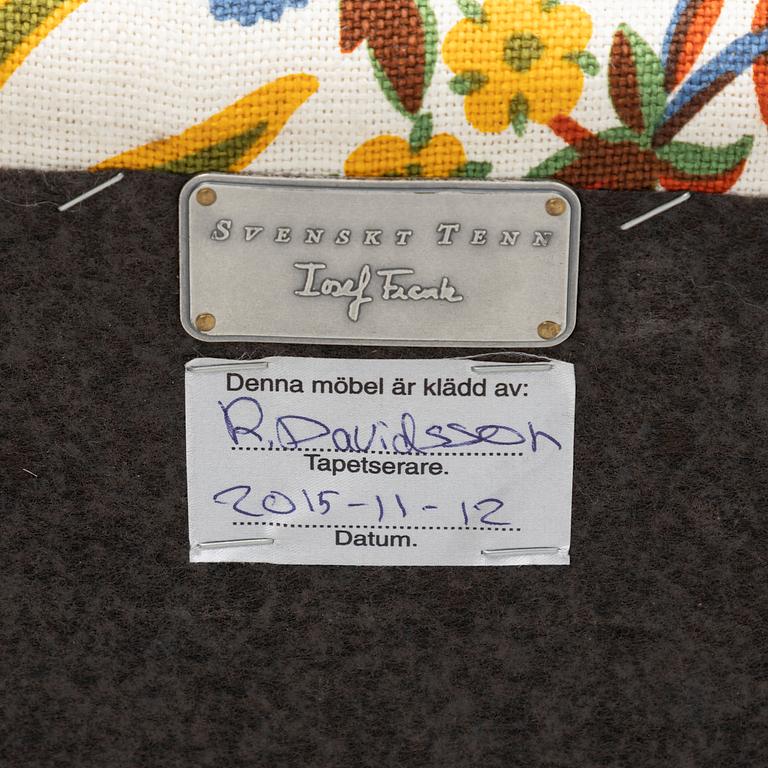 SVENSKT TENN
Josef Frank
Denna möbel är klädd av:
R. Davidsson
Tapetserare.
2015-11-12
Datum.